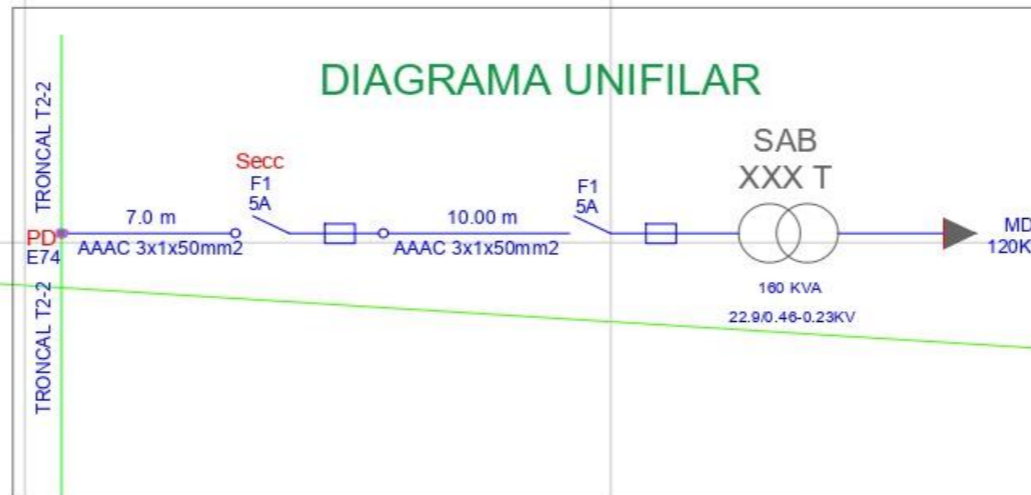 DIAGRAMA UNIFILAR
TRONCAL T2-2
PD
E74
TRONCAL T2-2
7.0 m
AAAC 3x1x50mm2
Secc
F1
5A
10.00 m
AAAC 3x1x50mm2
F1
5A
SAB
XXX T
160 KVA
22.9/0.46-0.23KV
MD
120K